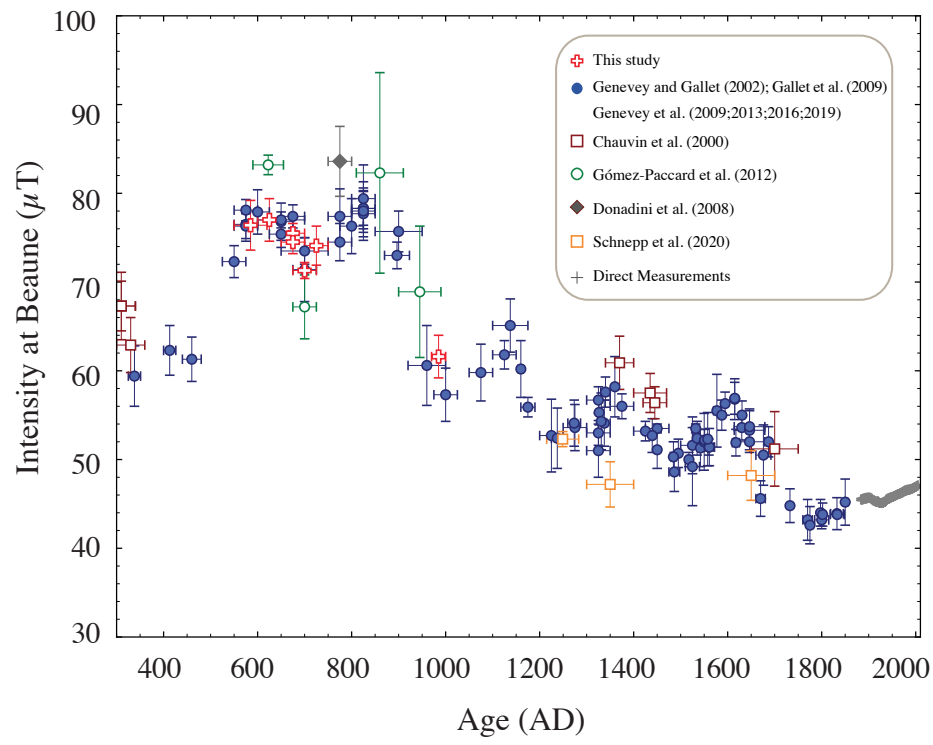 100
90
80
70
60
50
40
30
Intensity at Beaune (μT)
This study
Genevey and Gallet (2002); Gallet et al. (2009)
Genevey et al. (2009;2013;2016;2019)
Chauvin et al. (2000)
Gómez-Paccard et al. (2012)
Donadini et al. (2008)
Schnepp et al. (2020)
Direct Measurements
400 600 800 1000 1200 1400 1600 1800 2000
Age (AD)